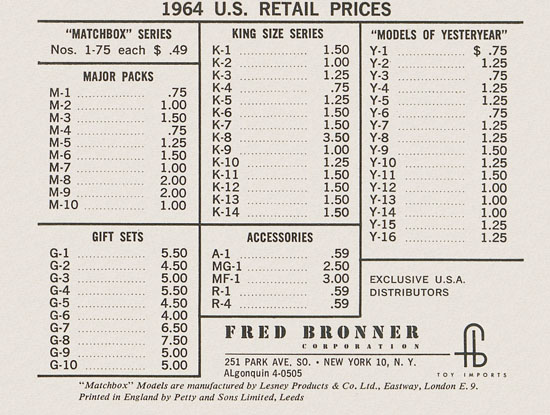 1964 U.S. RETAIL PRICES
"MATCHBOX" SERIES
Nos. 1-75 each $ .49
MAJOR PACKS
M-1 .75
M-2 1.00
M-3 1.50
M-4 .75
M-5 1.25
M-6 1.50
M-7 1.00
M-8 2.00
M-9 2.00
M-10 1.00
GIFT SETS
G-1 5.50
G-2 4.50
G-3 5.00
G-4 5.50
G-5 4.50
G-6 4.00
G-7 6.50
G-8 7.50
G-9 5.00
G-10 5.00
KING SIZE SERIES
K-1 1.50
K-2 1.00
K-3 1.25
K-4 .75
K-5 1.25
K-6 1.50
K-7 1.50
K-8 3.50
K-9 1.00
K-10 1.25
K-11 1.50
K-12 1.50
K-13 1.50
K-14 1.50
ACCESSORIES
A-1 .59
MG-1 2.50
MF-1 3.00
R-1 .59
R-4 .59
"MODELS OF YESTERYEAR"
Y-1 $ .75
Y-2 1.25
Y-3 .75
Y-4 1.25
Y-5 1.25
Y-6 .75
Y-7 1.25
Y-8 1.25
Y-9 1.50
Y-10 1.25
Y-11 1.50
Y-12 1.00
Y-13 1.00
Y-14 1.00
Y-15 1.25
Y-16 1.25
EXCLUSIVE U.S.A.
DISTRIBUTORS
FRED BRONNER
CORPORATION
251 PARK AVE. SO. • NEW YORK 10, N. Y.
ALgonquin 4-0505
TOY IMPORTS
"Matchbox" Models are manufactured by Lesney Products & Co. Ltd., Eastway, London E. 9.
Printed in England by Petty and Sons Limited, Leeds